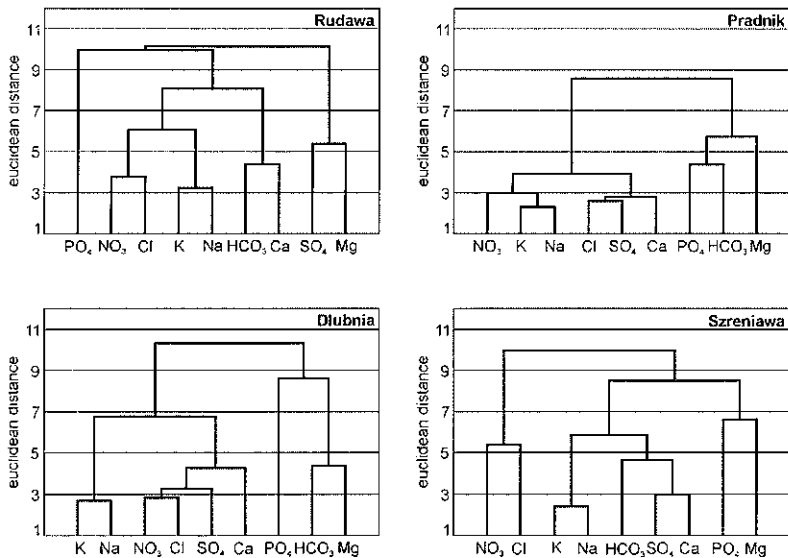 Rudawa
11
9
7
5
3
1
euclidean distance
PO₄ NO₃ Cl K Na HCO₃ Ca SO₄ Mg
Pradnik
11
9
7
5
3
1
euclidean distance
NO₃ K Na Cl SO₄ Ca PO₄ HCO₃ Mg
Dlubnia
11
9
7
5
3
1
euclidean distance
K Na NO₃ Cl SO₄ Ca PO₄ HCO₃ Mg
Szreniawa
11
9
7
5
3
1
euclidean distance
NO₃ Cl K Na HCO₃ SO₄ Ca PO₄ Mg